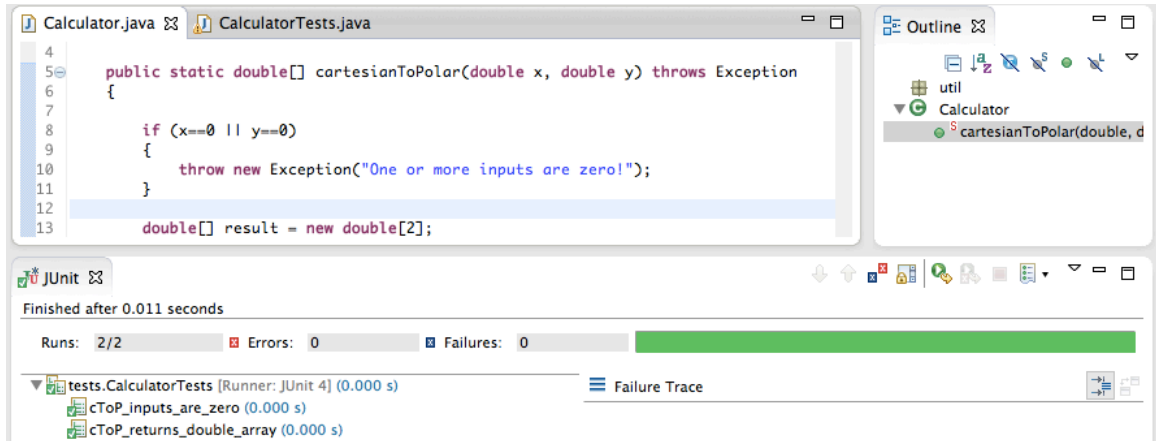 Calculator.java CalculatorTests.java
4
5 public static double[] cartesianToPolar(double x, double y) throws Exception
6 {
7
8 if (x==0 || y==0)
9 {
10 throw new Exception("One or more inputs are zero!");
11 }
12
13 double[] result = new double[2];
Outline
util
Calculator
S cartesianToPolar(double, d
JUnit
Finished after 0.011 seconds
Runs: 2/2 Errors: 0 Failures: 0
tests.CalculatorTests [Runner: JUnit 4] (0.000 s)
cToP_inputs_are_zero (0.000 s)
cToP_returns_double_array (0.000 s)
Failure Trace